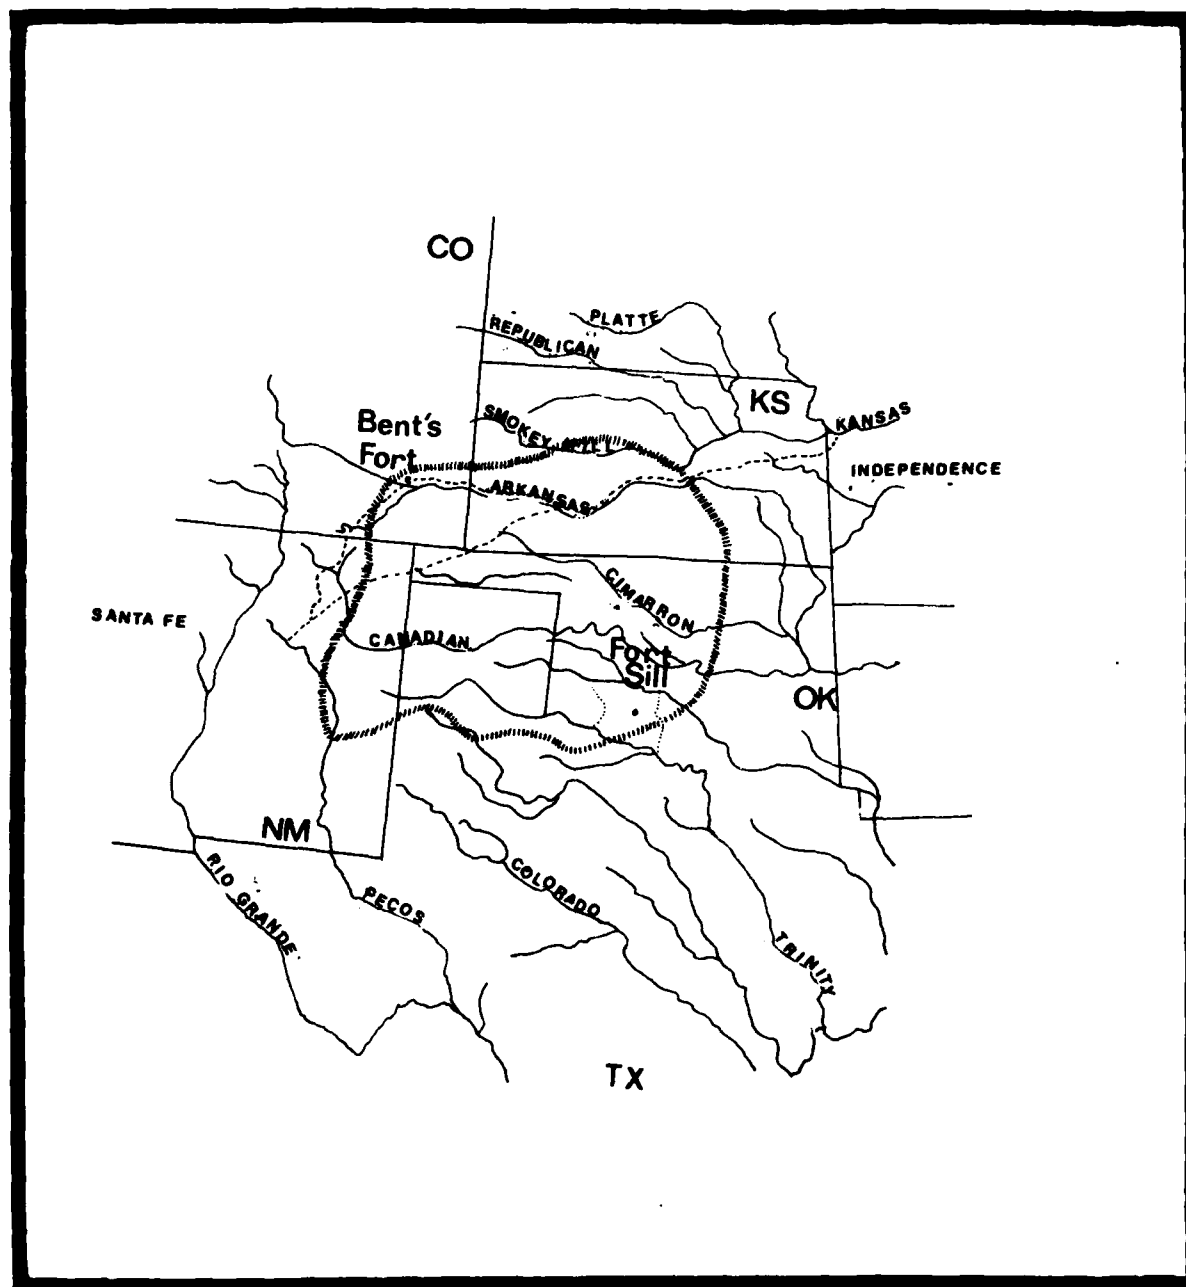 CO
PLATTE
REPUBLICAN
KS
KANSAS
Bent's
Fort
SMOKEY HILL
INDEPENDENCE
ARKANSAS
CIMARRON
SANTA FE
CANADIAN
Fort
Sill
OK
NM
RIO GRANDE
PECOS
COLORADO
TRINITY
TX